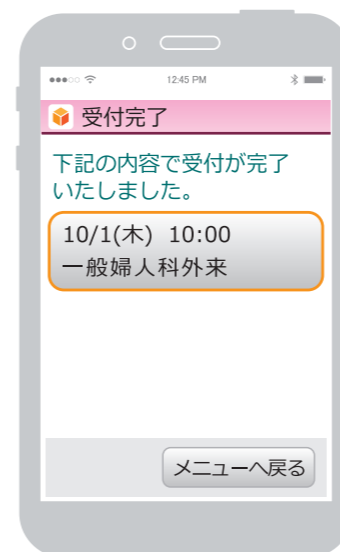 12:45 PM
受付完了
下記の内容で受付が完了
いたしました。
10/1(木) 10:00
一般婦人科外来
メニューへ戻る